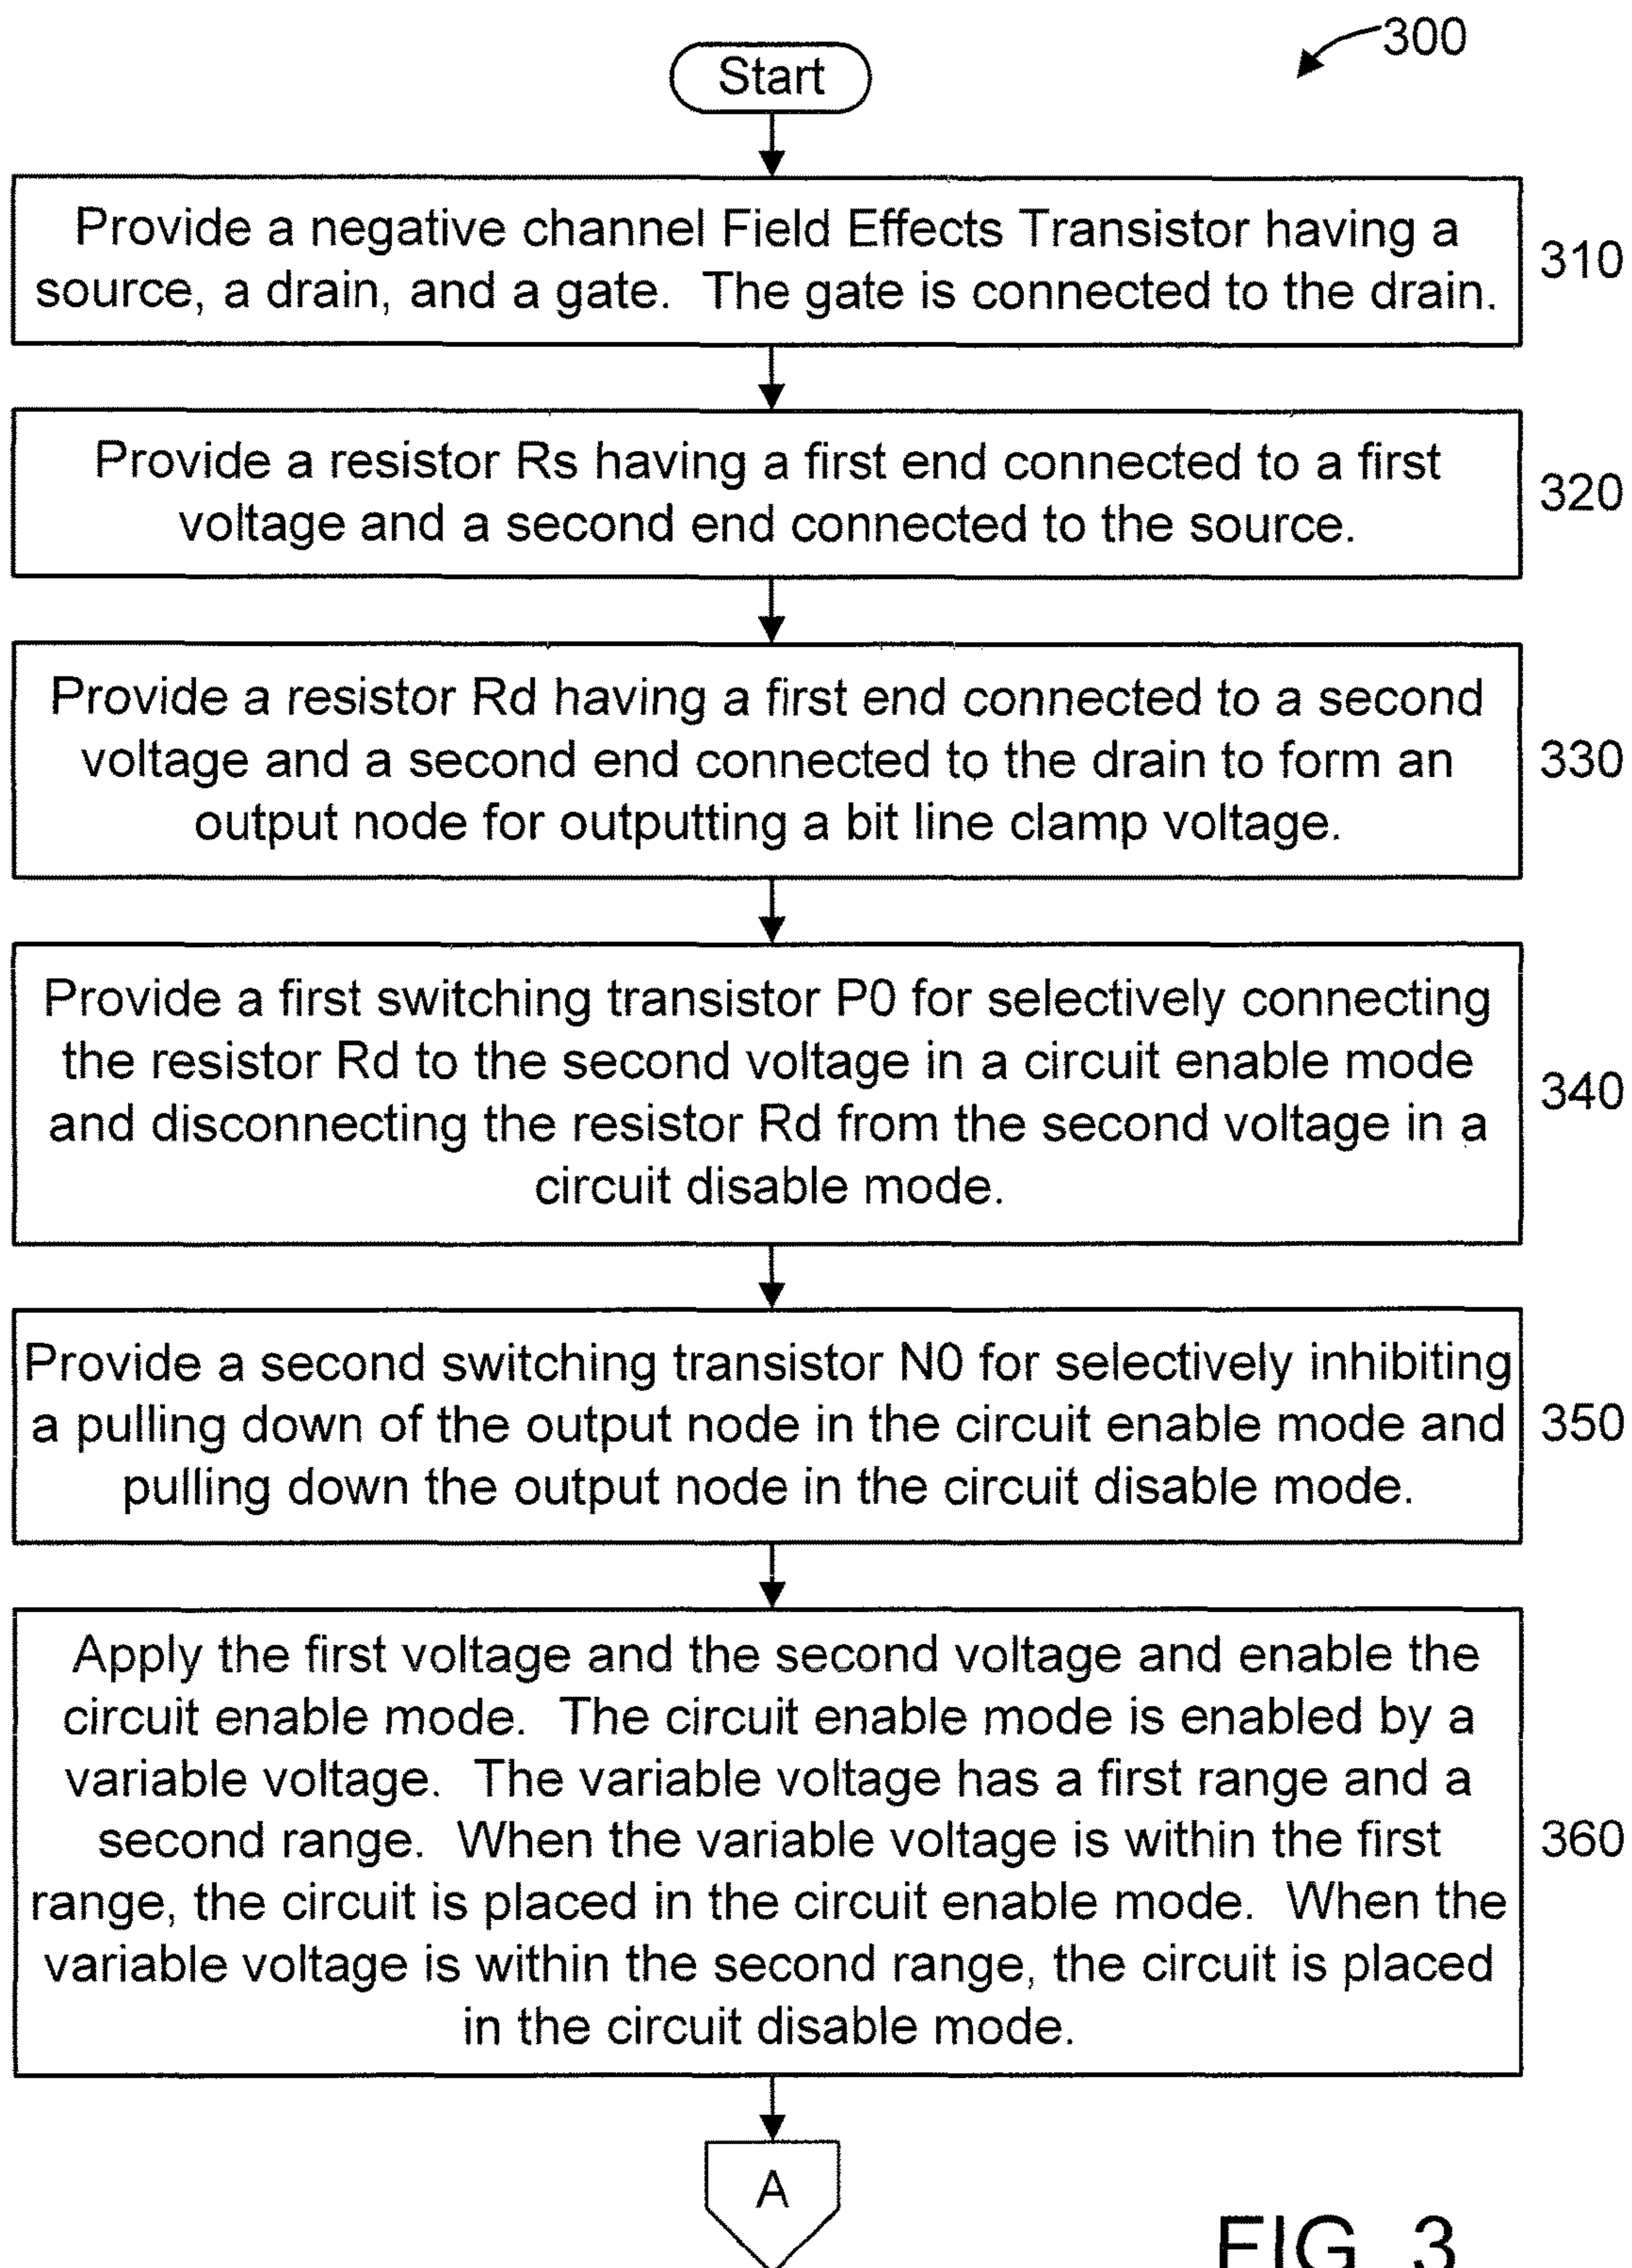 300
Start
Provide a negative channel Field Effects Transistor having a
source, a drain, and a gate.  The gate is connected to the drain.
310
Provide a resistor Rs having a first end connected to a first
voltage and a second end connected to the source.
320
Provide a resistor Rd having a first end connected to a second
voltage and a second end connected to the drain to form an
output node for outputting a bit line clamp voltage.
330
Provide a first switching transistor P0 for selectively connecting
the resistor Rd to the second voltage in a circuit enable mode
and disconnecting the resistor Rd from the second voltage in a
circuit disable mode.
340
Provide a second switching transistor N0 for selectively inhibiting
a pulling down of the output node in the circuit enable mode and
pulling down the output node in the circuit disable mode.
350
Apply the first voltage and the second voltage and enable the
circuit enable mode.  The circuit enable mode is enabled by a
variable voltage.  The variable voltage has a first range and a
second range.  When the variable voltage is within the first
range, the circuit is placed in the circuit enable mode.  When the
variable voltage is within the second range, the circuit is placed
in the circuit disable mode.
360
A
FIG. 3